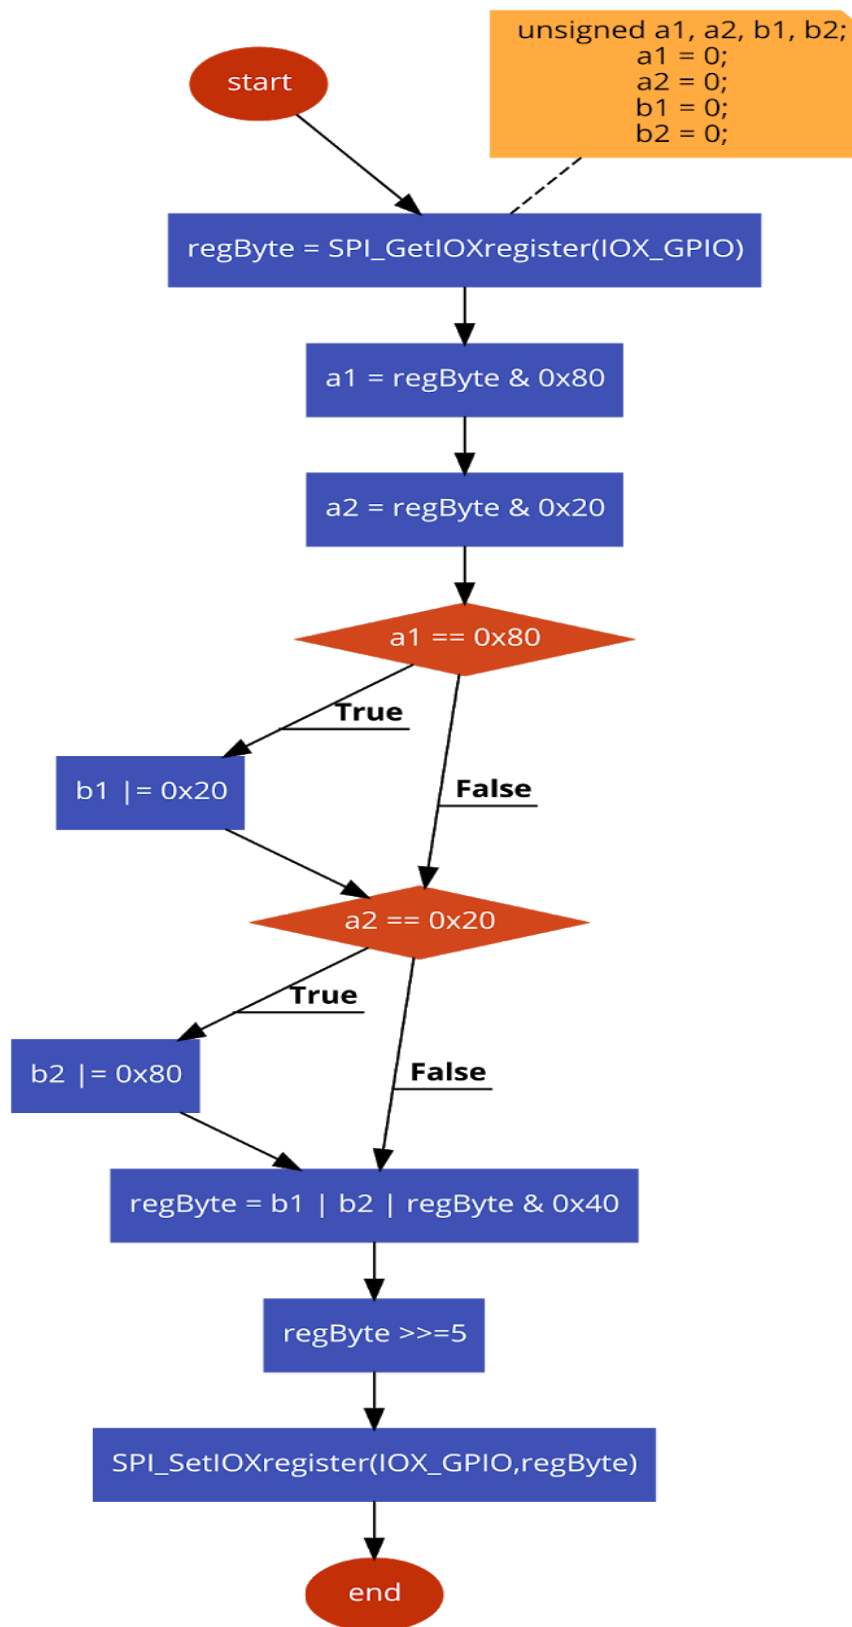 unsigned a1, a2, b1, b2;
a1 = 0;
a2 = 0;
b1 = 0;
b2 = 0;
start
regByte = SPI_GetIOXregister(IOX_GPIO)
a1 = regByte & 0x80
a2 = regByte & 0x20
a1 == 0x80
True
False
b1 |= 0x20
a2 == 0x20
True
False
b2 |= 0x80
regByte = b1 | b2 | regByte & 0x40
regByte >>=5
SPI_SetIOXregister(IOX_GPIO,regByte)
end